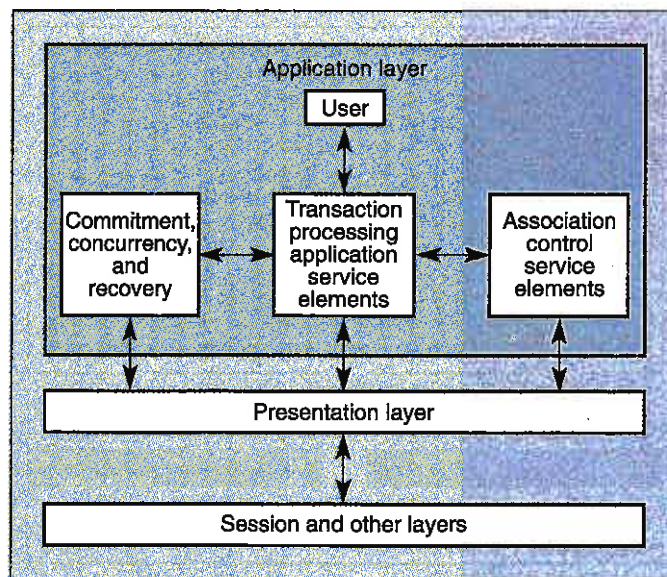 Application layer
User
Commitment,
concurrency,
and
recovery
Transaction
processing
application
service
elements
Association
control
service
elements
Presentation layer
Session and other layers